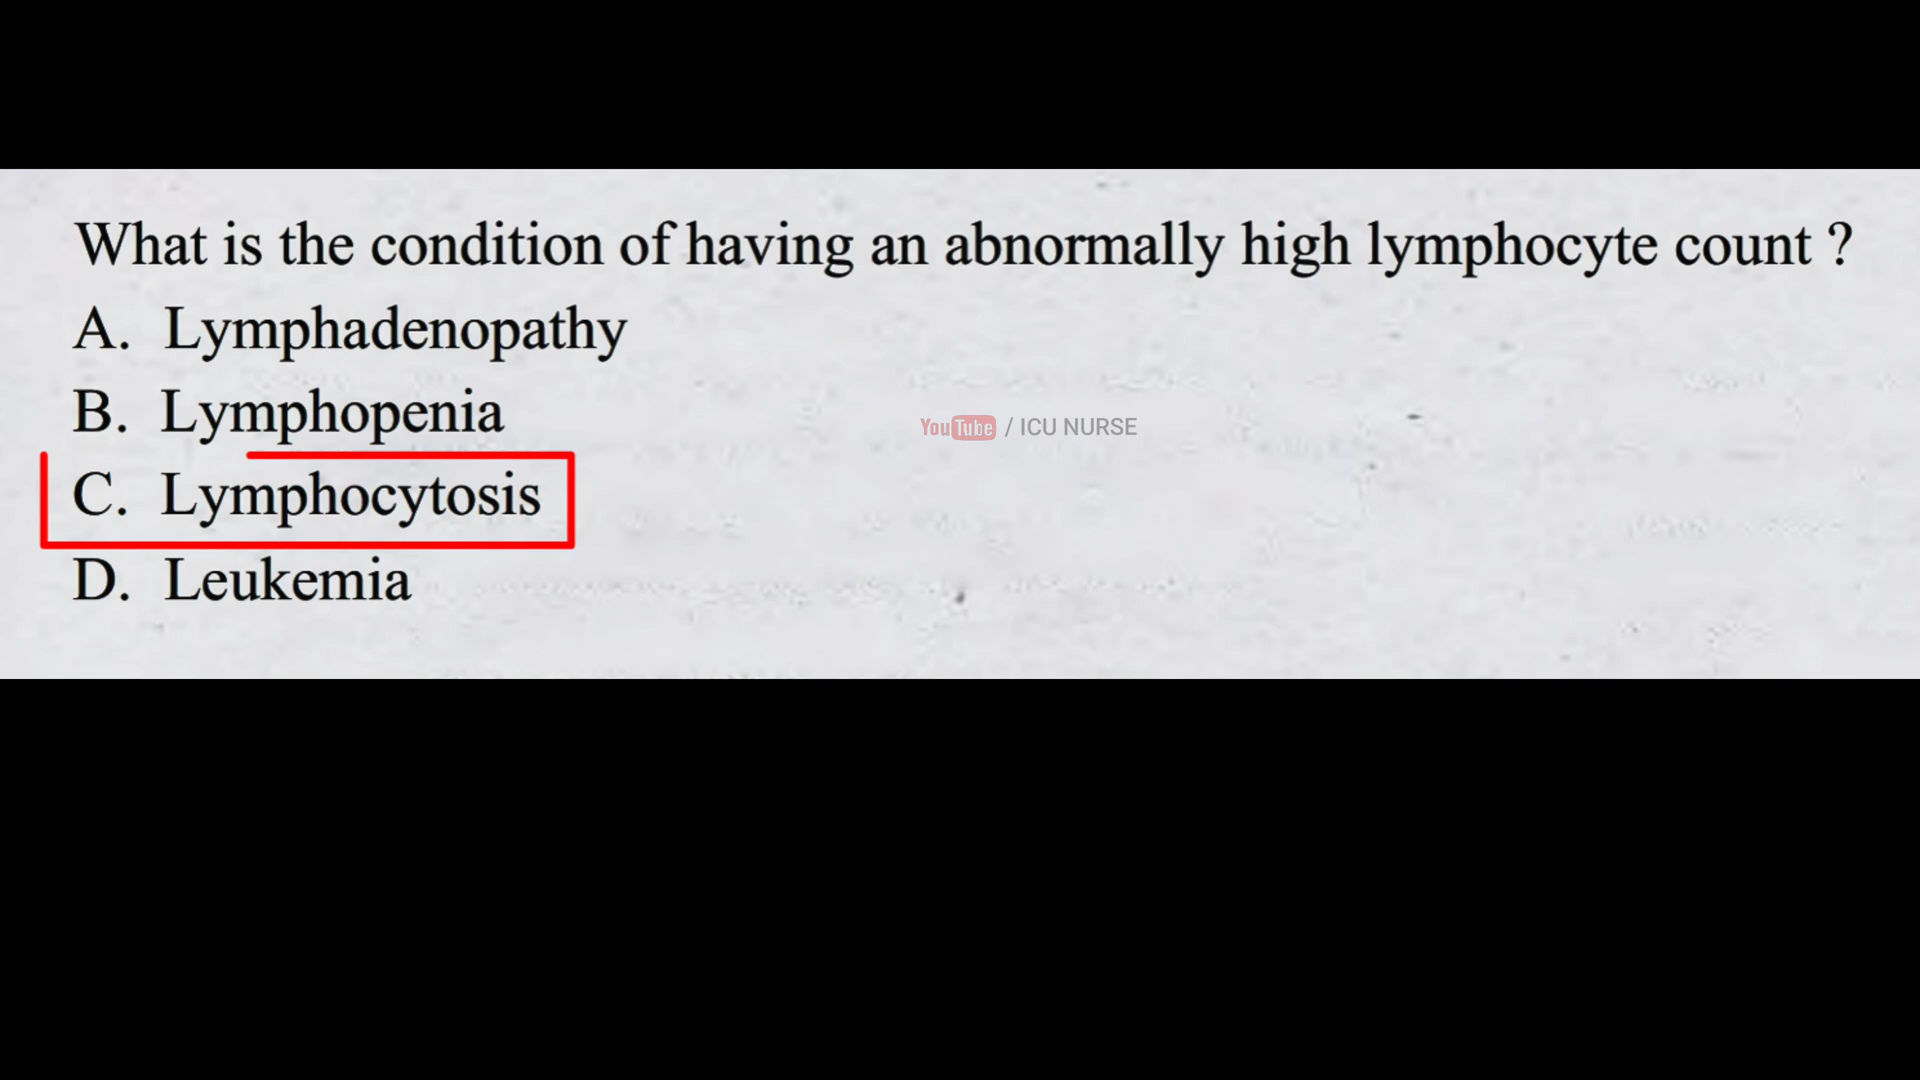 What is the condition of having an abnormally high lymphocyte count ?
A. Lymphadenopathy
B. Lymphopenia
YouTube / ICU NURSE
C. Lymphocytosis
D. Leukemia